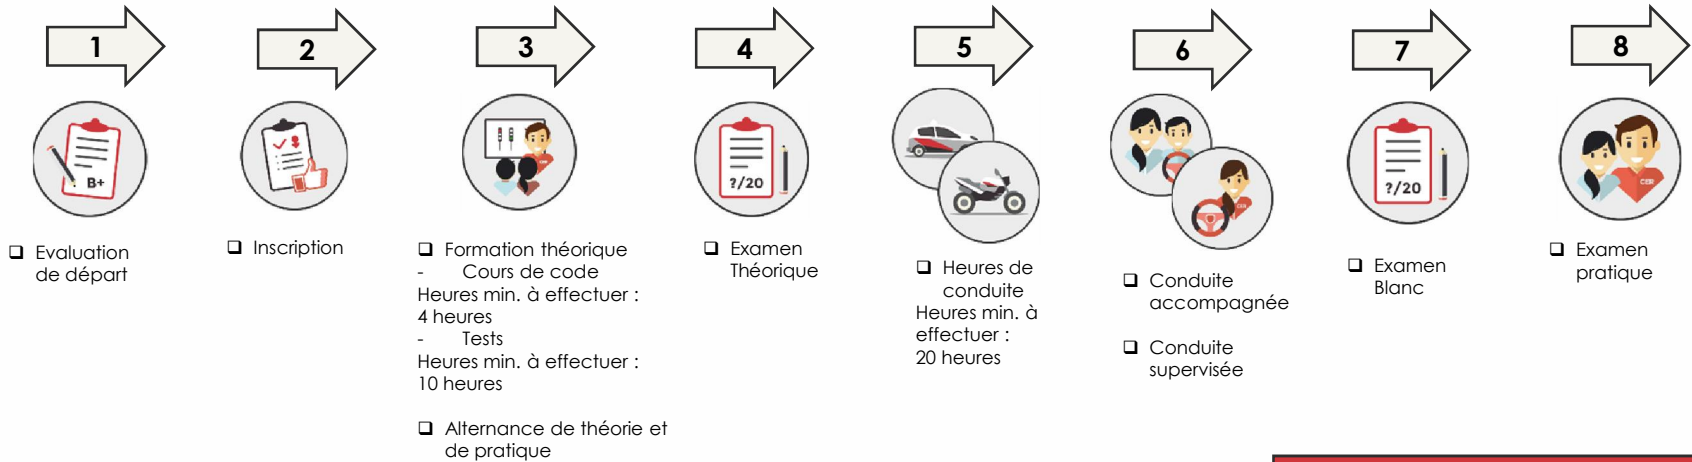 1
2
3
4
5
6
7
8
B+
?/20
CER
?/20
CER
❑ Evaluation
de départ
❑ Inscription
❑ Formation théorique
- Cours de code
Heures min. à effectuer :
4 heures
- Tests
Heures min. à effectuer :
10 heures
❑ Alternance de théorie et
de pratique
❑ Examen
Théorique
❑ Heures de
conduite
Heures min. à
effectuer :
20 heures
❑ Conduite
accompagnée
❑ Conduite
supervisée
❑ Examen
Blanc
❑ Examen
pratique